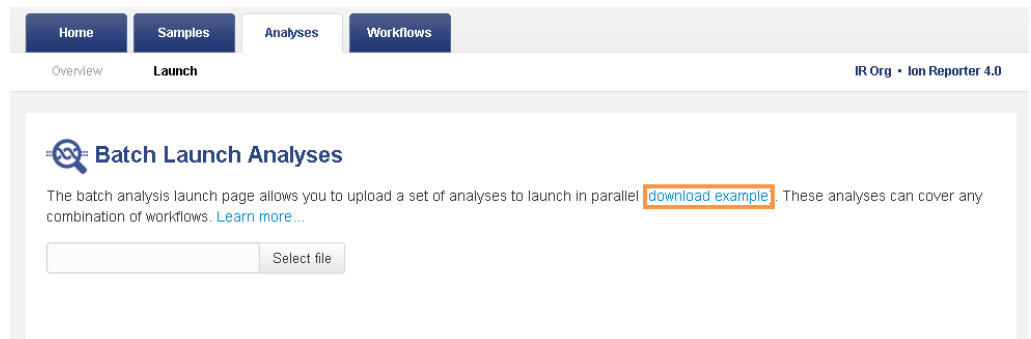 Home Samples Analyses Workflows
Overview Launch IR Org • Ion Reporter 4.0
Batch Launch Analyses
The batch analysis launch page allows you to upload a set of analyses to launch in parallel [download example]. These analyses can cover any
combination of workflows. Learn more...
Select file